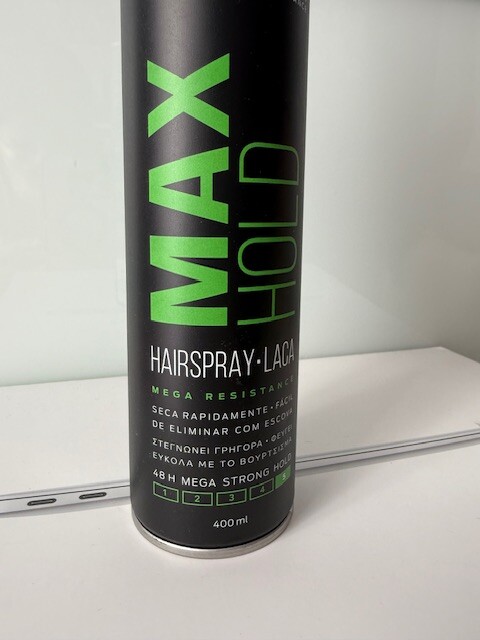 MAX
HOLD
HAIRSPRAY·LACA
MEGA RESISTANCE
SECA RAPIDAMENTE · FÁCIL
DE ELIMINAR COM ESCOVA
ΣΤΕΓΝΩΝΕΙ ΓΡΗΓΟΡΑ · ΦΕΥΓΕΙ
ΕΥΚΟΛΑ ΜΕ ΤΟ ΒΟΥΡΤΣΙΣΜΑ
48 H MEGA STRONG HOLD
1 2 3 4 5
400 ml